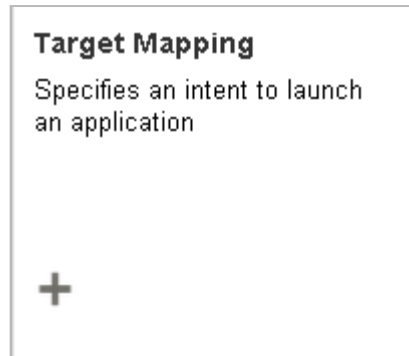 Target Mapping
Specifies an intent to launch
an application